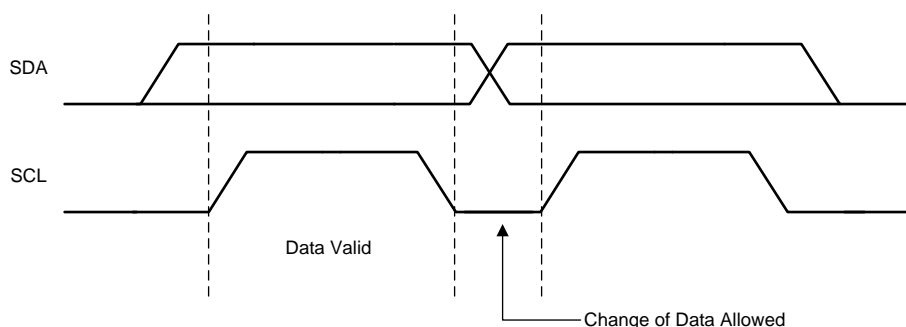 SDA
SCL
Data Valid
Change of Data Allowed